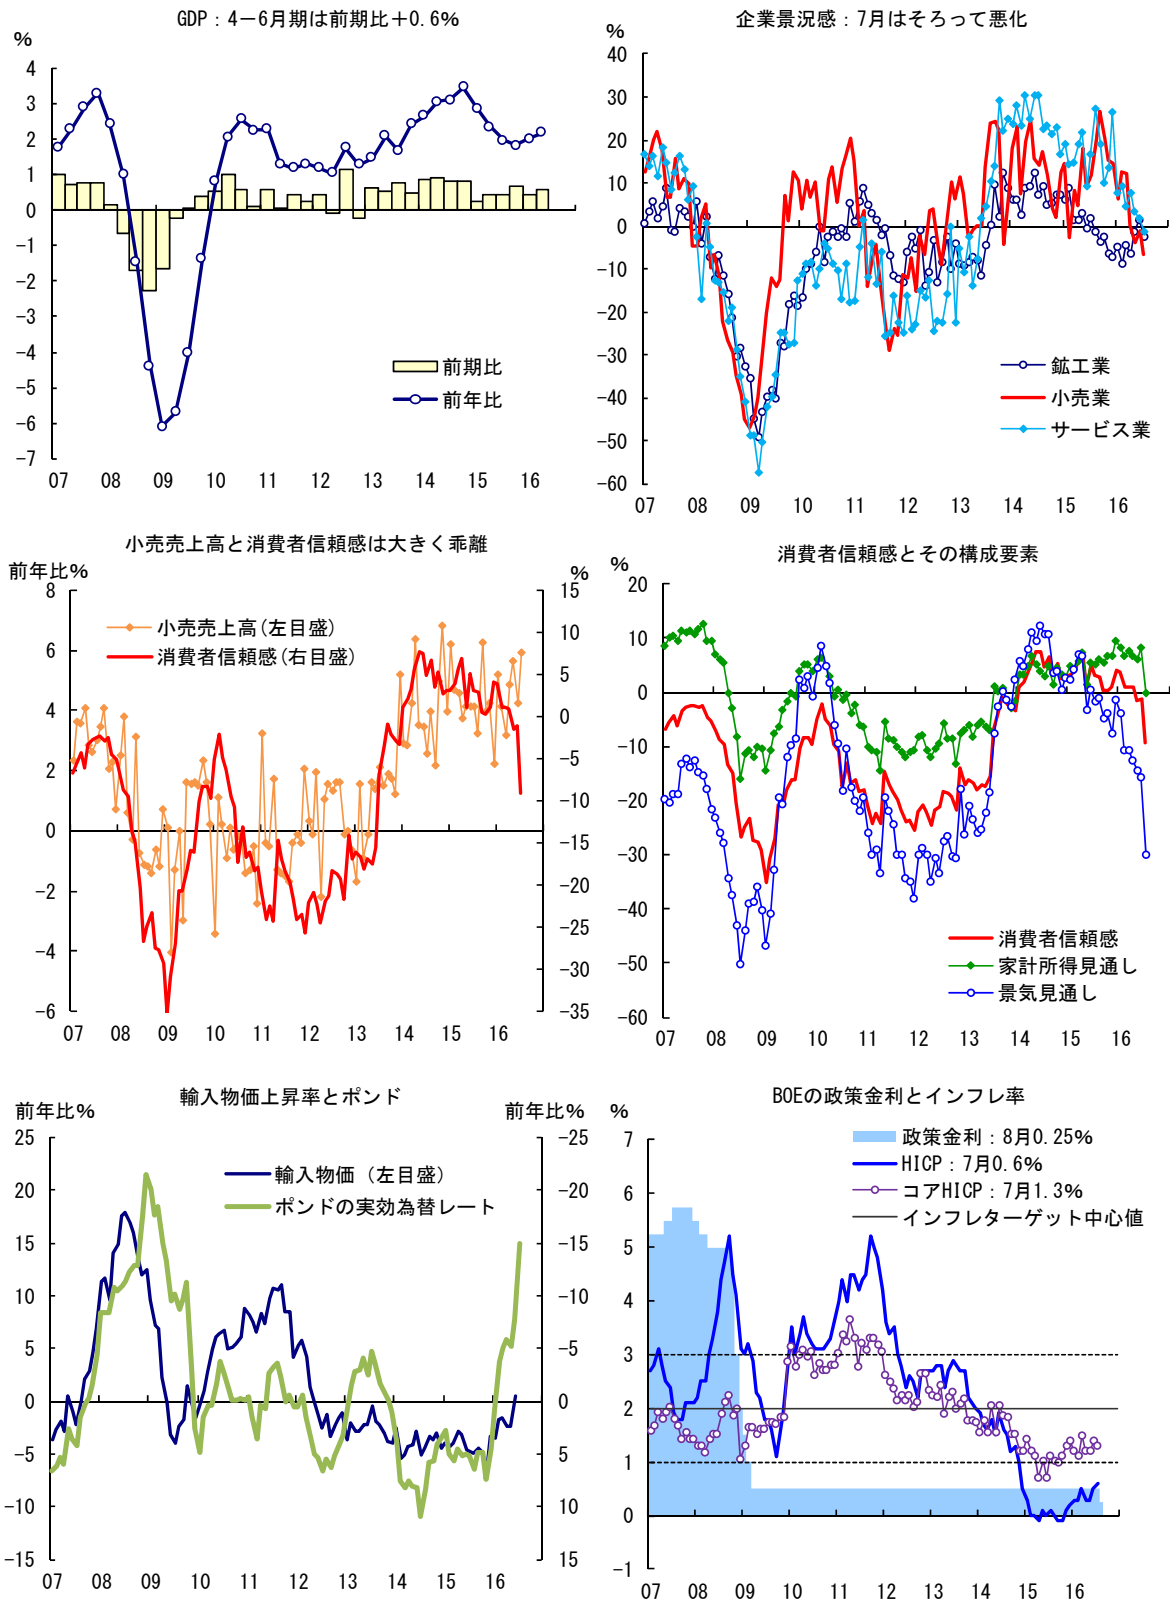 GDP：4－6月期は前期比＋0.6%
%
4
3
2
1
0
-1
-2
-3
-4
-5
-6
-7
前期比
前年比
07 08 09 10 11 12 13 14 15 16
企業景況感：7月はそろって悪化
%
40
30
20
10
0
-10
-20
-30
-40
-50
-60
鉱工業
小売業
サービス業
07 08 09 10 11 12 13 14 15 16
小売売上高と消費者信頼感は大きく乖離
前年比%
%
8
6
4
2
0
-2
-4
-6
15
10
5
0
-5
-10
-15
-20
-25
-30
-35
小売売上高(左目盛)
消費者信頼感(右目盛)
07 08 09 10 11 12 13 14 15 16
消費者信頼感とその構成要素
%
20
10
0
-10
-20
-30
-40
-50
-60
消費者信頼感
家計所得見通し
景気見通し
07 08 09 10 11 12 13 14 15 16
輸入物価上昇率とポンド
前年比%
前年比%
25
20
15
10
5
0
-5
-10
-15
-25
-20
-15
-10
-5
0
5
10
15
輸入物価（左目盛）
ポンドの実効為替レート
07 08 09 10 11 12 13 14 15 16
BOEの政策金利とインフレ率
%
7
6
5
4
3
2
1
0
-1
政策金利：8月0.25%
HICP：7月0.6%
コアHICP：7月1.3%
インフレターゲット中心値
07 08 09 10 11 12 13 14 15 16